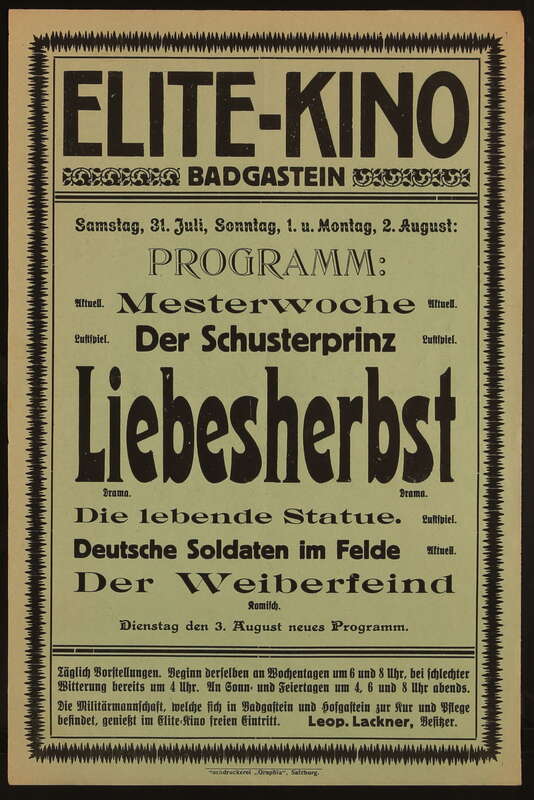 ELITE-KINO
BADGASTEIN
Samstag, 31. Juli, Sonntag, 1. u. Montag, 2. August:
PROGRAMM:
Aktuell. Mesterwoche Aktuell.
Lustspiel. Der Schusterprinz Lustspiel.
Liebesherbst
Drama. Drama.
Die lebende Statue. Lustspiel.
Deutsche Soldaten im Felde Aktuell.
Der Weiberfeind
Komisch.
Dienstag den 3. August neues Programm.
Täglich Vorstellungen. Beginn derselben an Wochentagen um 6 und 8 Uhr, bei schlechter
Witterung bereits um 4 Uhr. An Sonn- und Feiertagen um 4, 6 und 8 Uhr abends.
Die Militärmannschaft, welche sich in Badgastein und Hofgastein zur Kur und Pflege
befindet, genießt im Elite-Kino freien Eintritt. Leop. Lackner, Besitzer.
„Graphia", Salzburg.